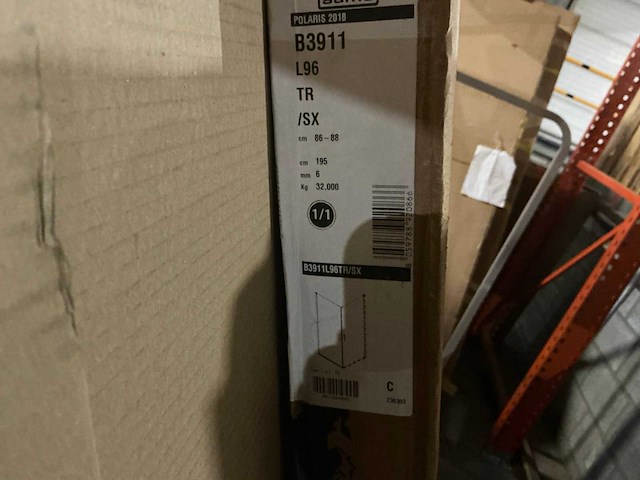 POLARIS 2018
B3911
L96
TR
/SX
cm 86-88
cm 195
mm 6
Kg 32,000
1/1
B3911L96TR/SX
C